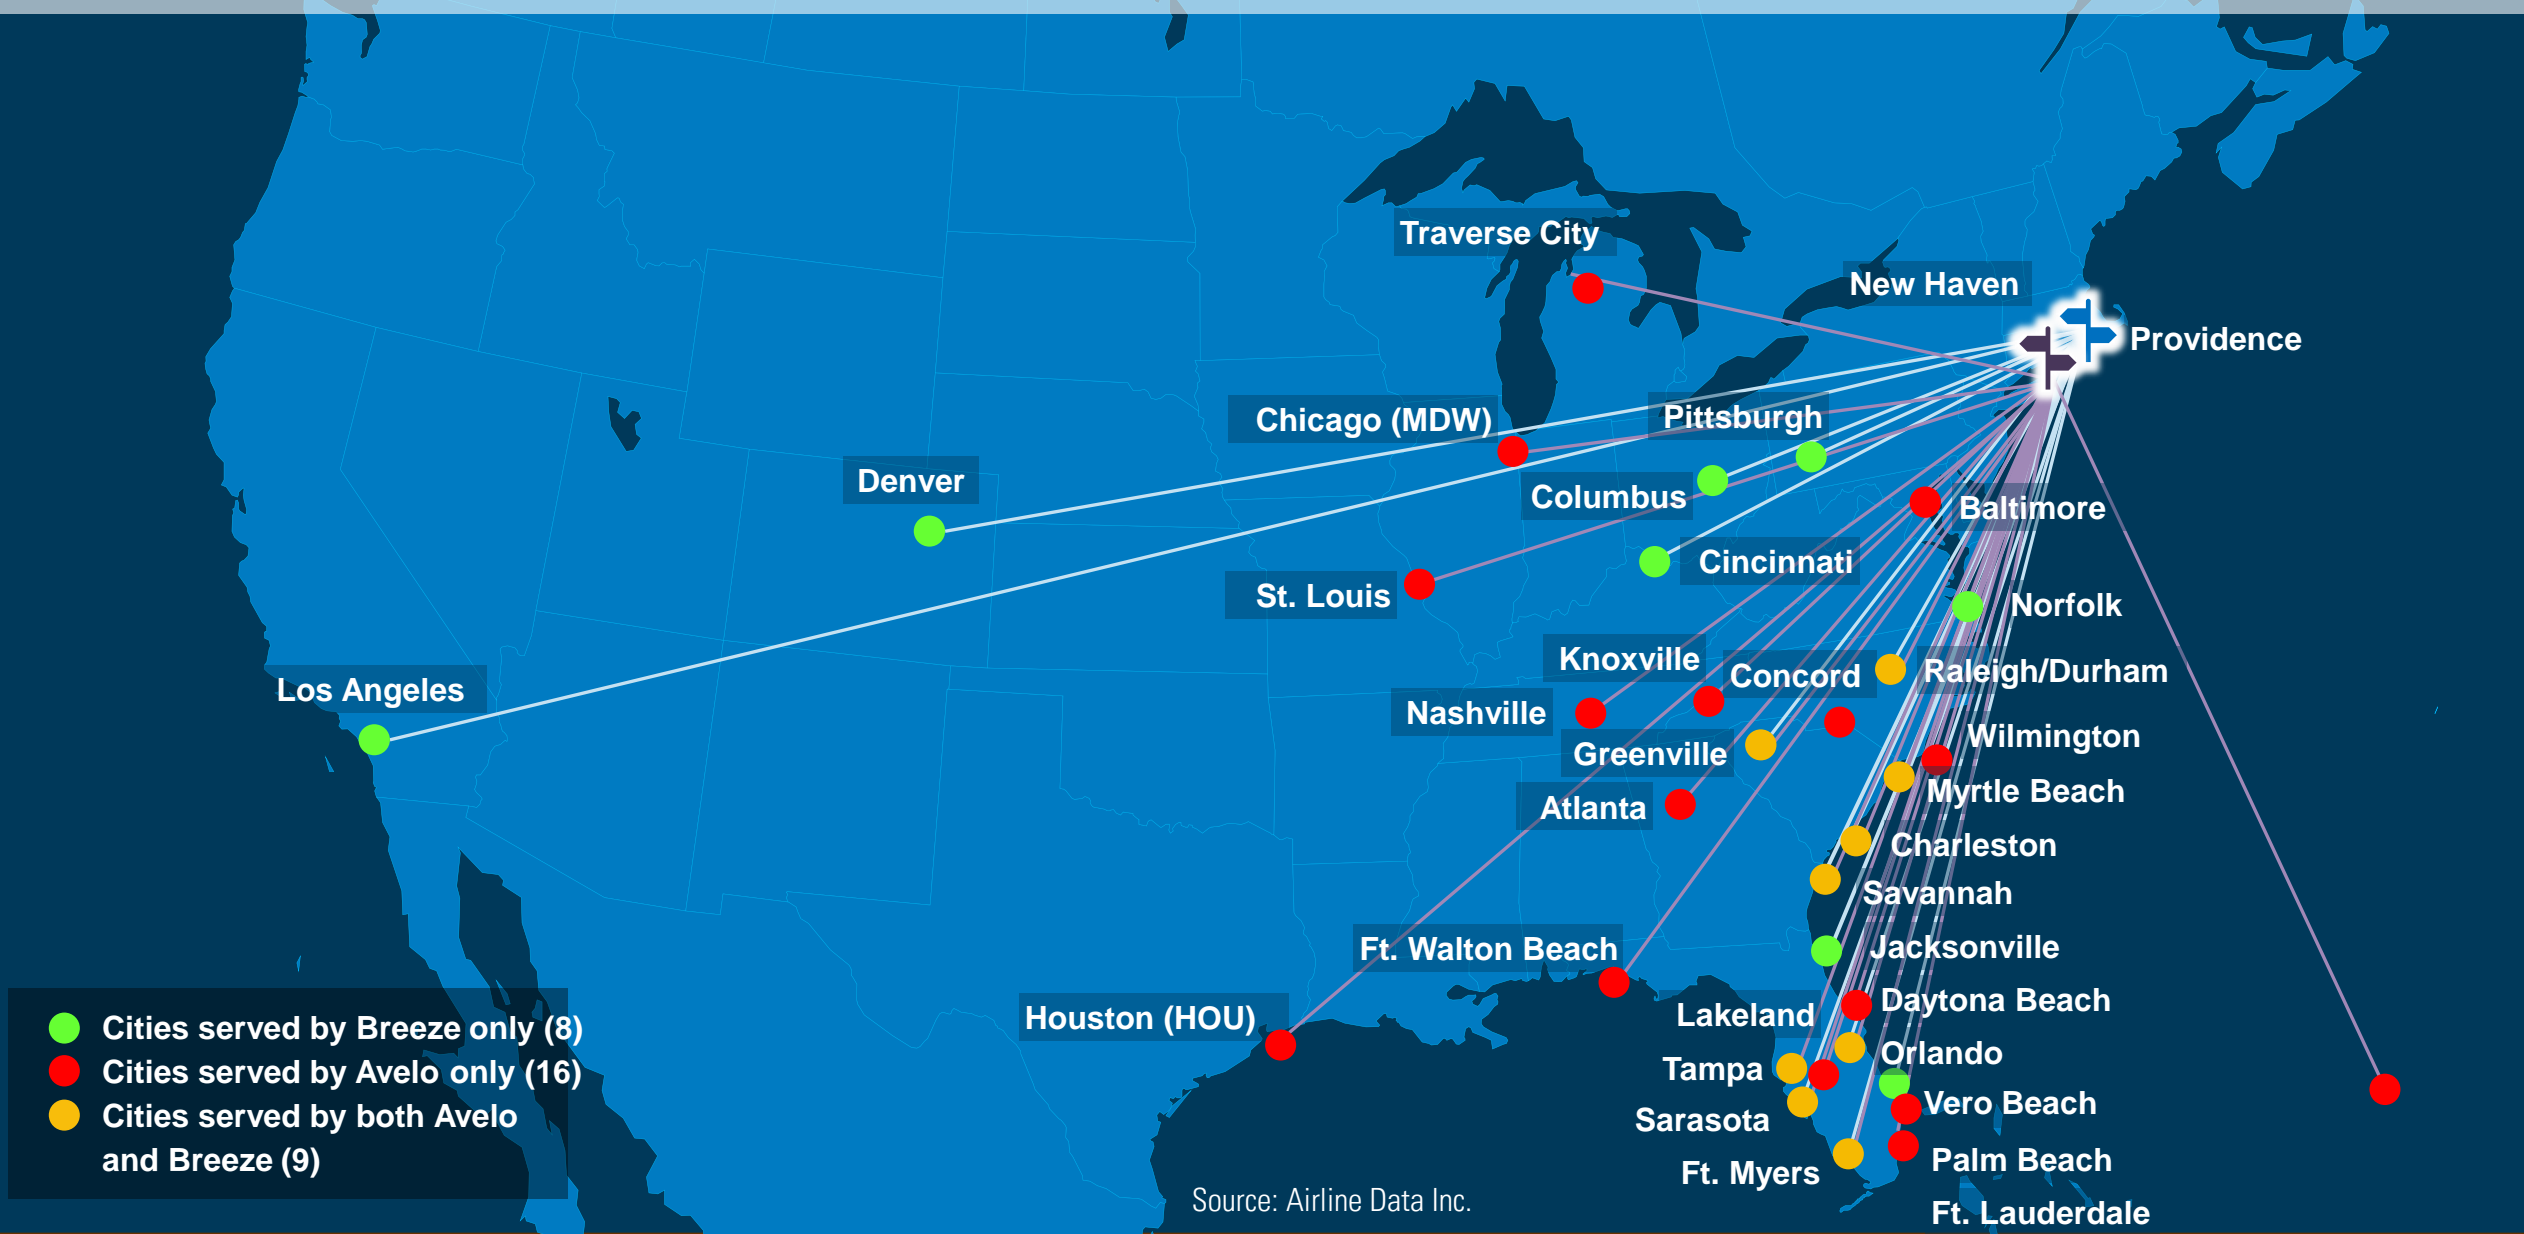 Traverse City
New Haven
Providence
Chicago (MDW)
Pittsburgh
Denver
Columbus
Baltimore
Cincinnati
St. Louis
Norfolk
Knoxville
Concord
Raleigh/Durham
Los Angeles
Nashville
Greenville
Wilmington
Myrtle Beach
Atlanta
Charleston
Savannah
Ft. Walton Beach
Jacksonville
Houston (HOU)
Lakeland
Daytona Beach
Orlando
Tampa
Vero Beach
Sarasota
Palm Beach
Ft. Myers
Ft. Lauderdale
Cities served by Breeze only (8)
Cities served by Avelo only (16)
Cities served by both Avelo
and Breeze (9)
Source: Airline Data Inc.